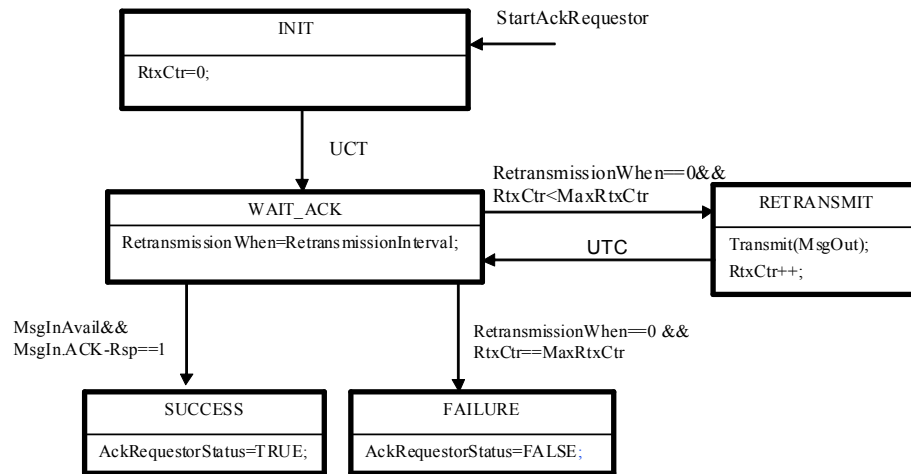 StartAckRequestor
INIT
RtxCtr=0;
UCT
RetransmissionWhen==0&&
RtxCtr<MaxRtxCtr
WAIT_ACK
RetransmissionWhen=RetransmissionInterval;
RETRANSMIT
Transmit(MsgOut);
RtxCtr++;
UTC
MsgInAvail&&
MsgIn.ACK-Rsp==1
RetransmissionWhen==0 &&
RtxCtr==MaxRtxCtr
SUCCESS
AckRequestorStatus=TRUE;
FAILURE
AckRequestorStatus=FALSE;